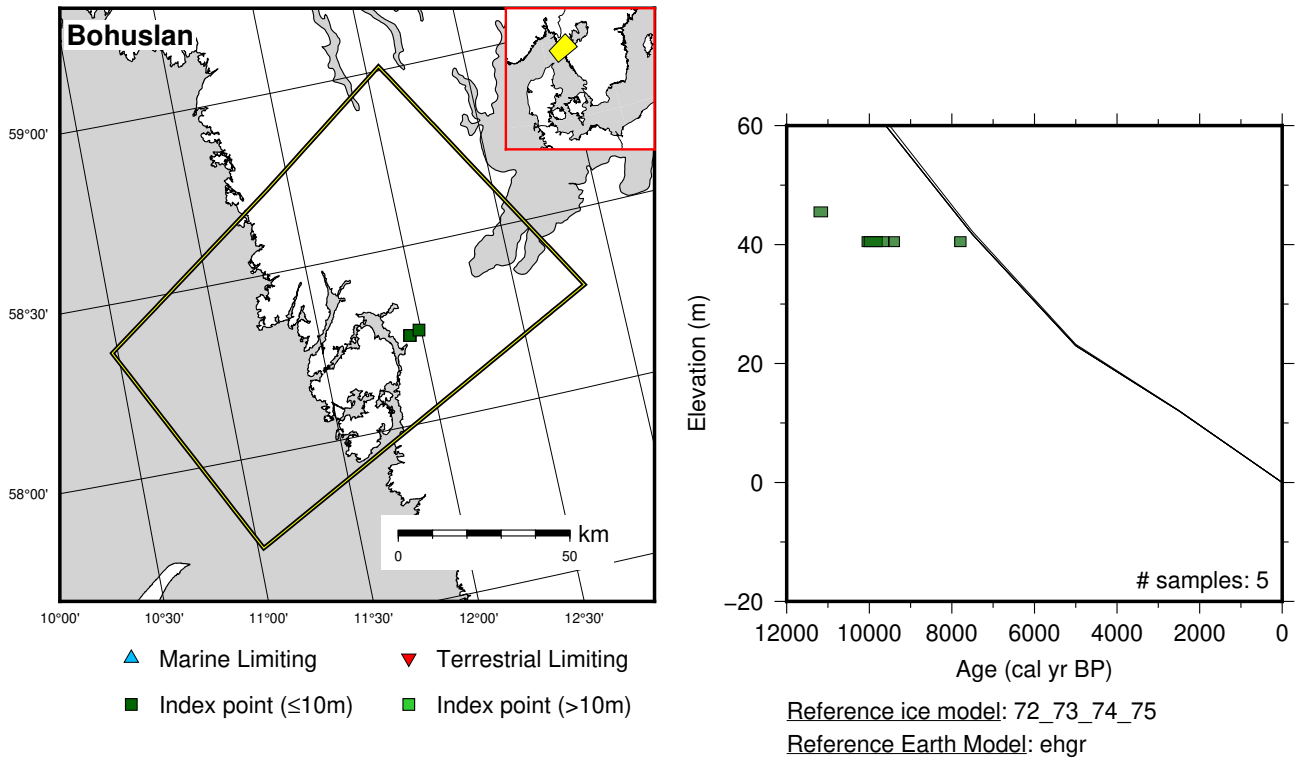 Bohuslan
59°00'
58°30'
58°00'
km
0 50
10°00' 10°30' 11°00' 11°30' 12°00' 12°30'
Marine Limiting
Terrestrial Limiting
Index point (≤10m)
Index point (>10m)
60
40
20
0
−20
Elevation (m)
# samples: 5
12000 10000 8000 6000 4000 2000 0
Age (cal yr BP)
Reference ice model: 72_73_74_75
Reference Earth Model: ehgr